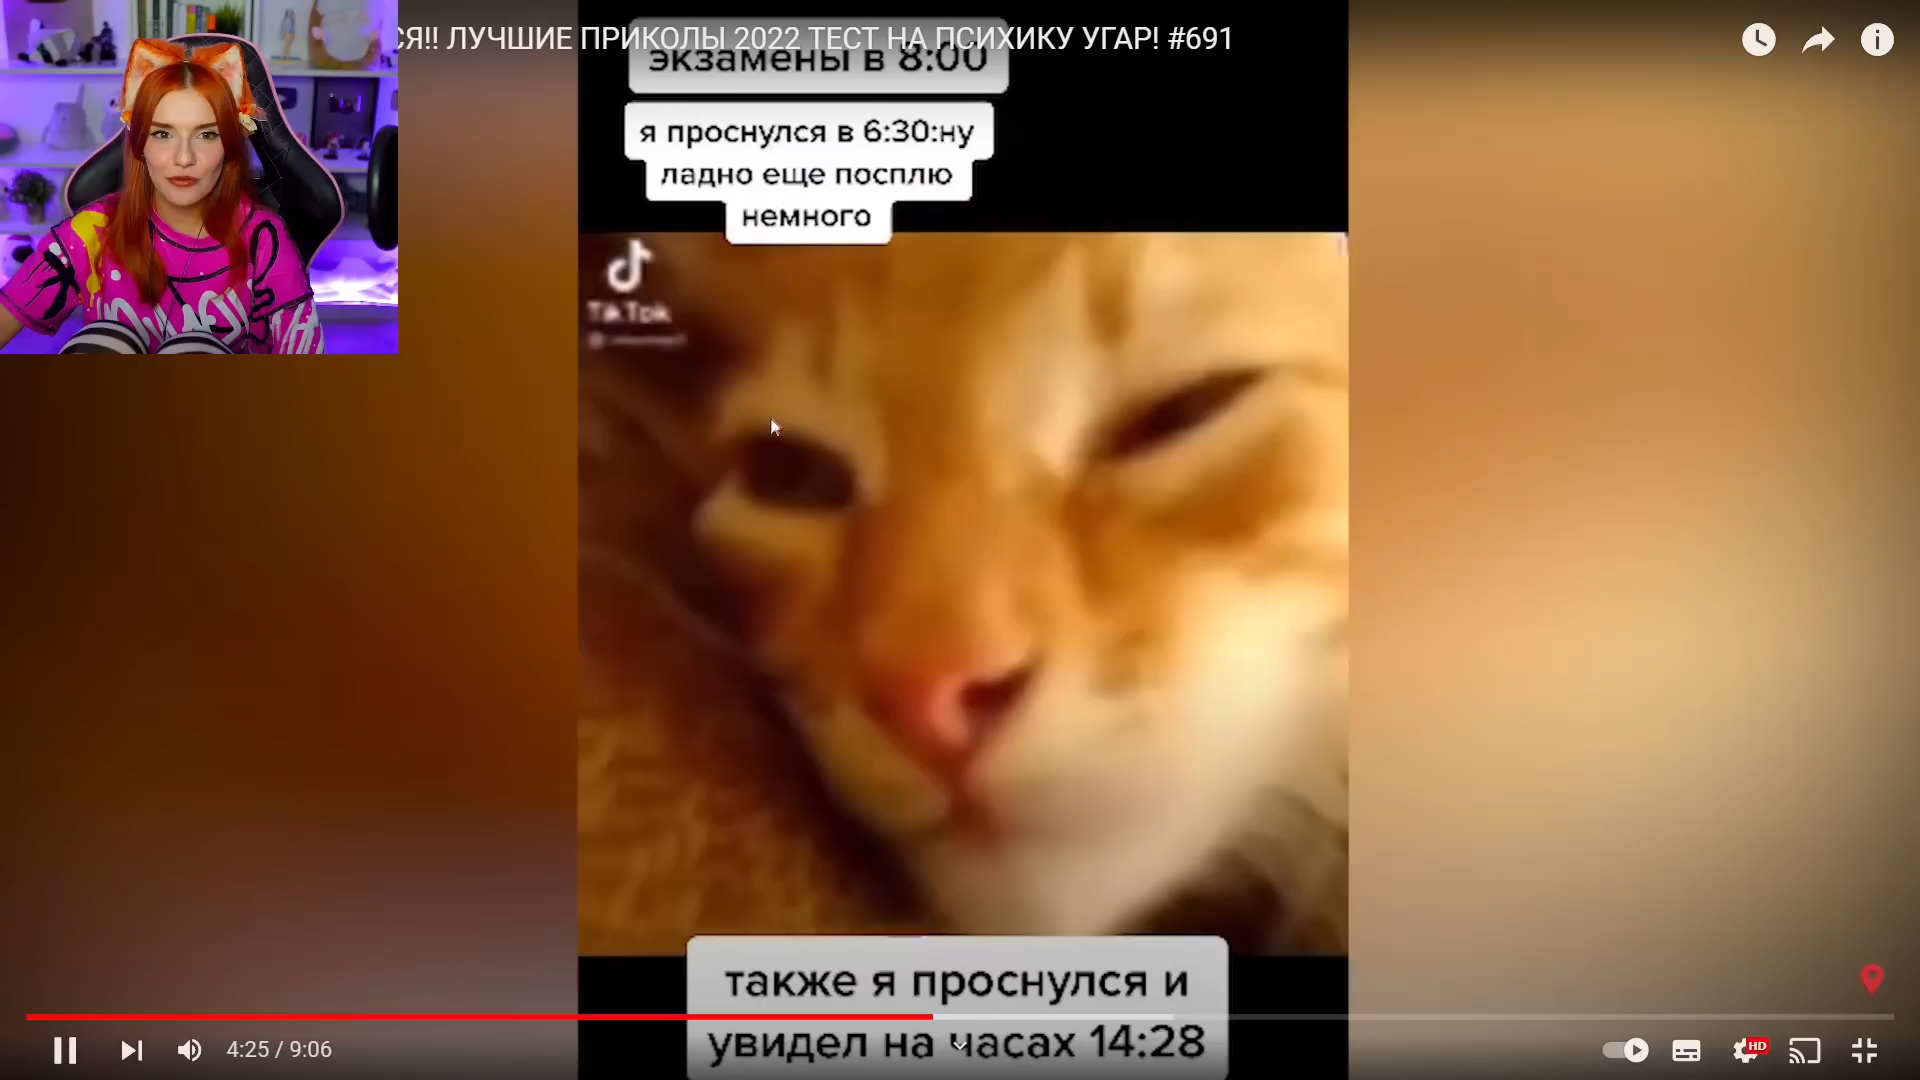 СЯ!! ЛУЧШИЕ ПРИКОЛЫ 2022 ТЕСТ НА ПСИХИКУ УГАР! #691
экзамены в 8:00
я проснулся в 6:30:ну
ладно еще посплю
немного
TikTok
также я проснулся и
увидел на часах 14:28
4:25 / 9:06
HD